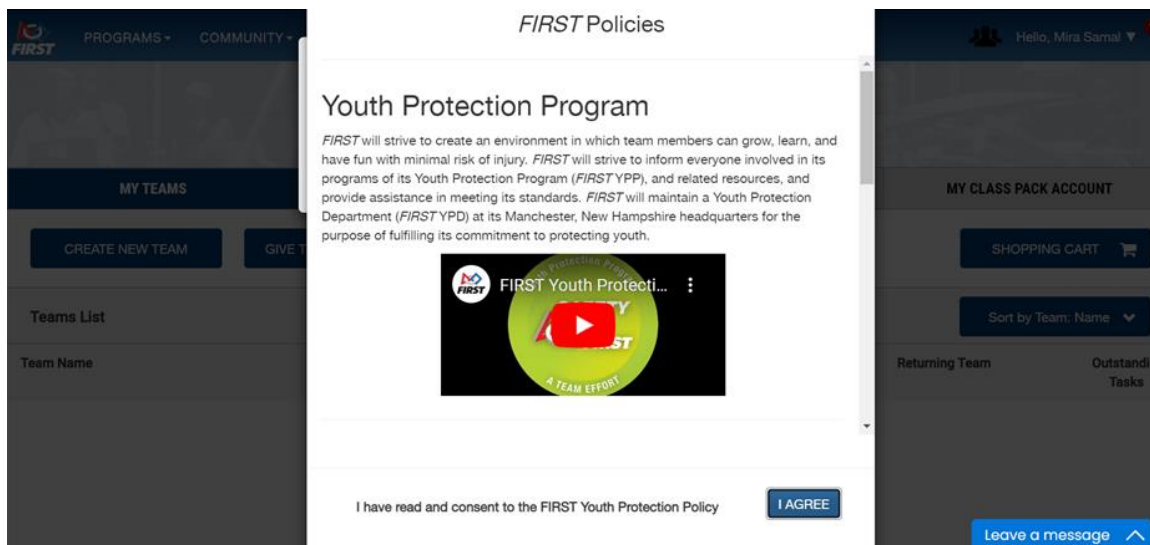 FIRST
PROGRAMS
COMMUNITY
Hello, Mira Samal
FIRST Policies
Youth Protection Program
FIRST will strive to create an environment in which team members can grow, learn, and
have fun with minimal risk of injury. FIRST will strive to inform everyone involved in its
programs of its Youth Protection Program (FIRST YPP), and related resources, and
provide assistance in meeting its standards. FIRST will maintain a Youth Protection
Department (FIRST YPD) at its Manchester, New Hampshire headquarters for the
purpose of fulfilling its commitment to protecting youth.
MY TEAMS
MY CLASS PACK ACCOUNT
CREATE NEW TEAM
GIVE T
SHOPPING CART
FIRST
FIRST Youth Protecti...
A TEAM EFFORT
Teams List
Sort by Team: Name
Team Name
Returning Team
Outstandi
Tasks
I have read and consent to the FIRST Youth Protection Policy
I AGREE
Leave a message